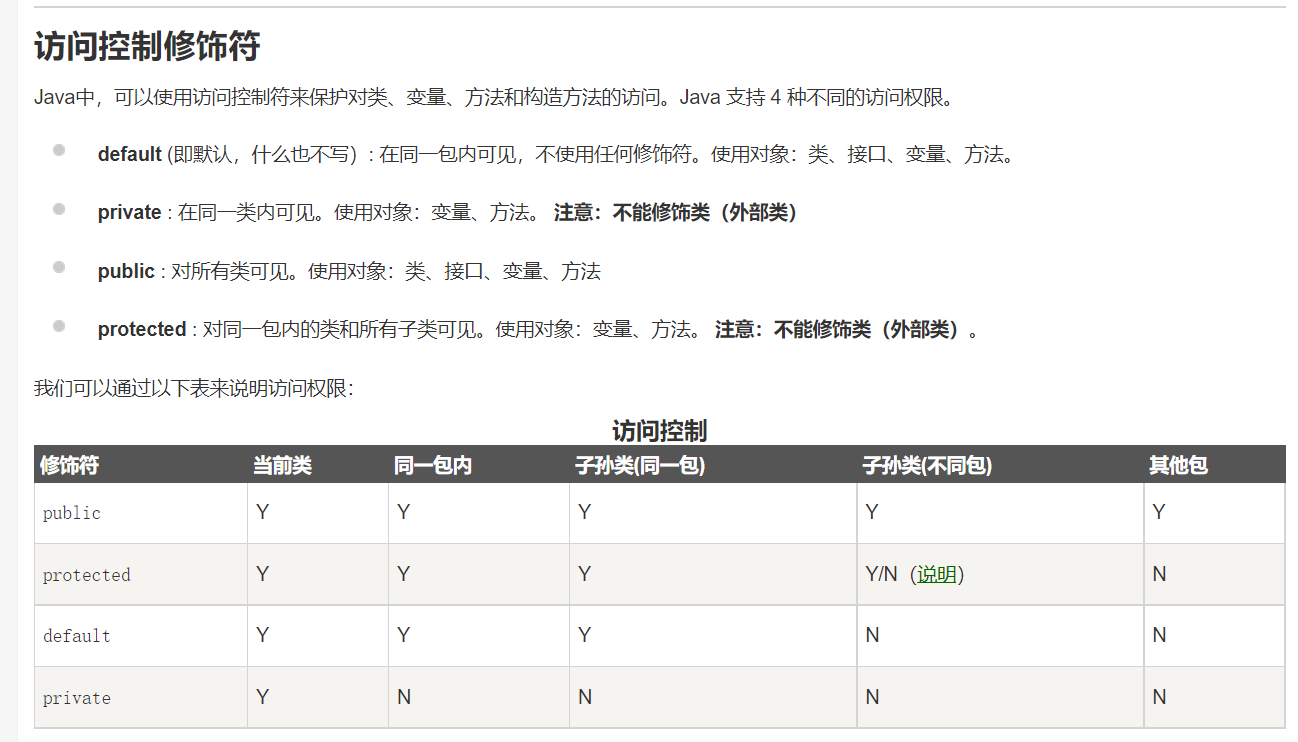 访问控制修饰符
Java中，可以使用访问控制符来保护对类、变量、方法和构造方法的访问。Java 支持 4 种不同的访问权限。
default (即默认，什么也不写）: 在同一包内可见，不使用任何修饰符。使用对象：类、接口、变量、方法。
private : 在同一类内可见。使用对象：变量、方法。 注意：不能修饰类（外部类）
public : 对所有类可见。使用对象：类、接口、变量、方法
protected : 对同一包内的类和所有子类可见。使用对象：变量、方法。 注意：不能修饰类（外部类）。
我们可以通过以下表来说明访问权限：
访问控制
修饰符 当前类 同一包内 子孙类(同一包) 子孙类(不同包) 其他包
public Y Y Y Y Y
protected Y Y Y Y/N（说明） N
default Y Y Y N N
private Y N N N N